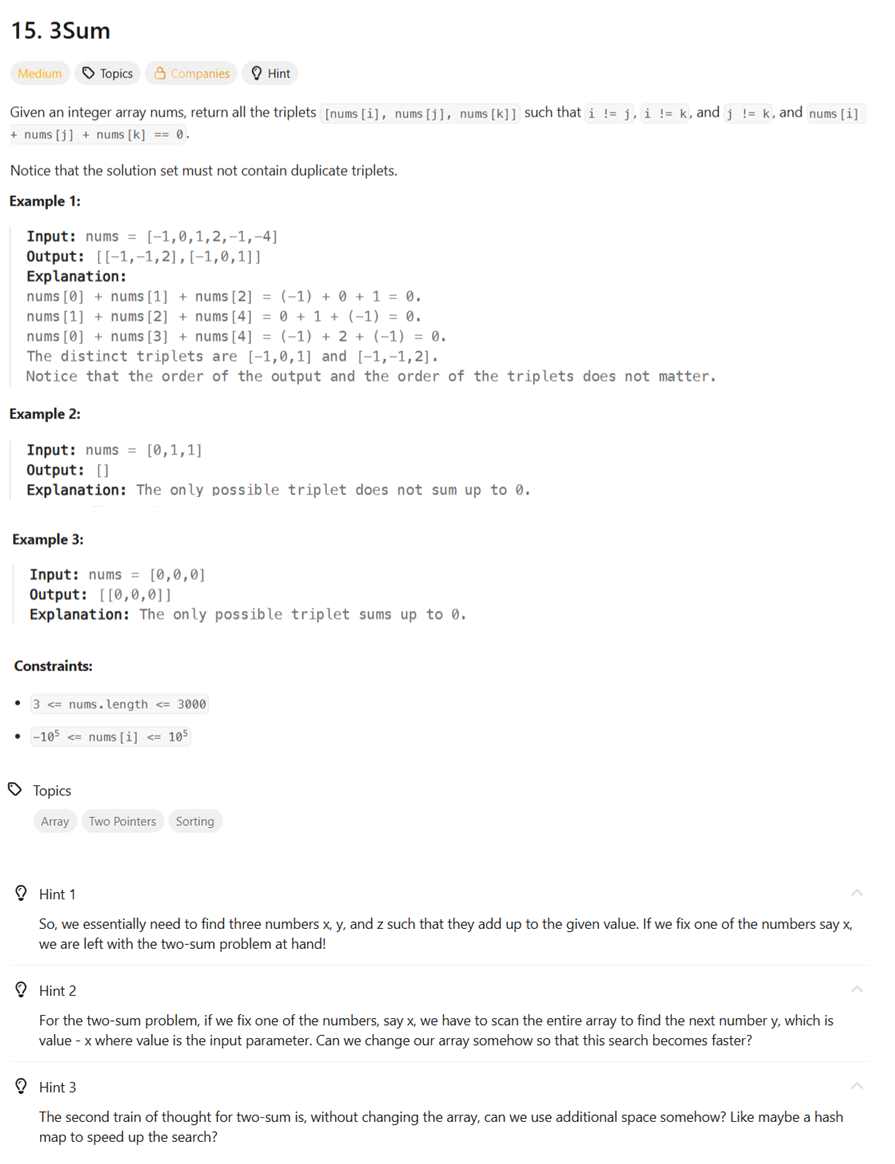 15. 3Sum
Medium Topics Companies Hint
Given an integer array nums, return all the triplets [nums[i], nums[j], nums[k]] such that i != j, i != k, and j != k, and nums[i]
+ nums[j] + nums[k] == 0.
Notice that the solution set must not contain duplicate triplets.
Example 1:
Input: nums = [-1,0,1,2,-1,-4]
Output: [[-1,-1,2],[-1,0,1]]
Explanation:
nums[0] + nums[1] + nums[2] = (-1) + 0 + 1 = 0.
nums[1] + nums[2] + nums[4] = 0 + 1 + (-1) = 0.
nums[0] + nums[3] + nums[4] = (-1) + 2 + (-1) = 0.
The distinct triplets are [-1,0,1] and [-1,-1,2].
Notice that the order of the output and the order of the triplets does not matter.
Example 2:
Input: nums = [0,1,1]
Output: []
Explanation: The only possible triplet does not sum up to 0.
Example 3:
Input: nums = [0,0,0]
Output: [[0,0,0]]
Explanation: The only possible triplet sums up to 0.
Constraints:
• 3 <= nums.length <= 3000
• -10⁵ <= nums[i] <= 10⁵
Topics
Array Two Pointers Sorting
Hint 1
So, we essentially need to find three numbers x, y, and z such that they add up to the given value. If we fix one of the numbers say x,
we are left with the two-sum problem at hand!
Hint 2
For the two-sum problem, if we fix one of the numbers, say x, we have to scan the entire array to find the next number y, which is
value - x where value is the input parameter. Can we change our array somehow so that this search becomes faster?
Hint 3
The second train of thought for two-sum is, without changing the array, can we use additional space somehow? Like maybe a hash
map to speed up the search?